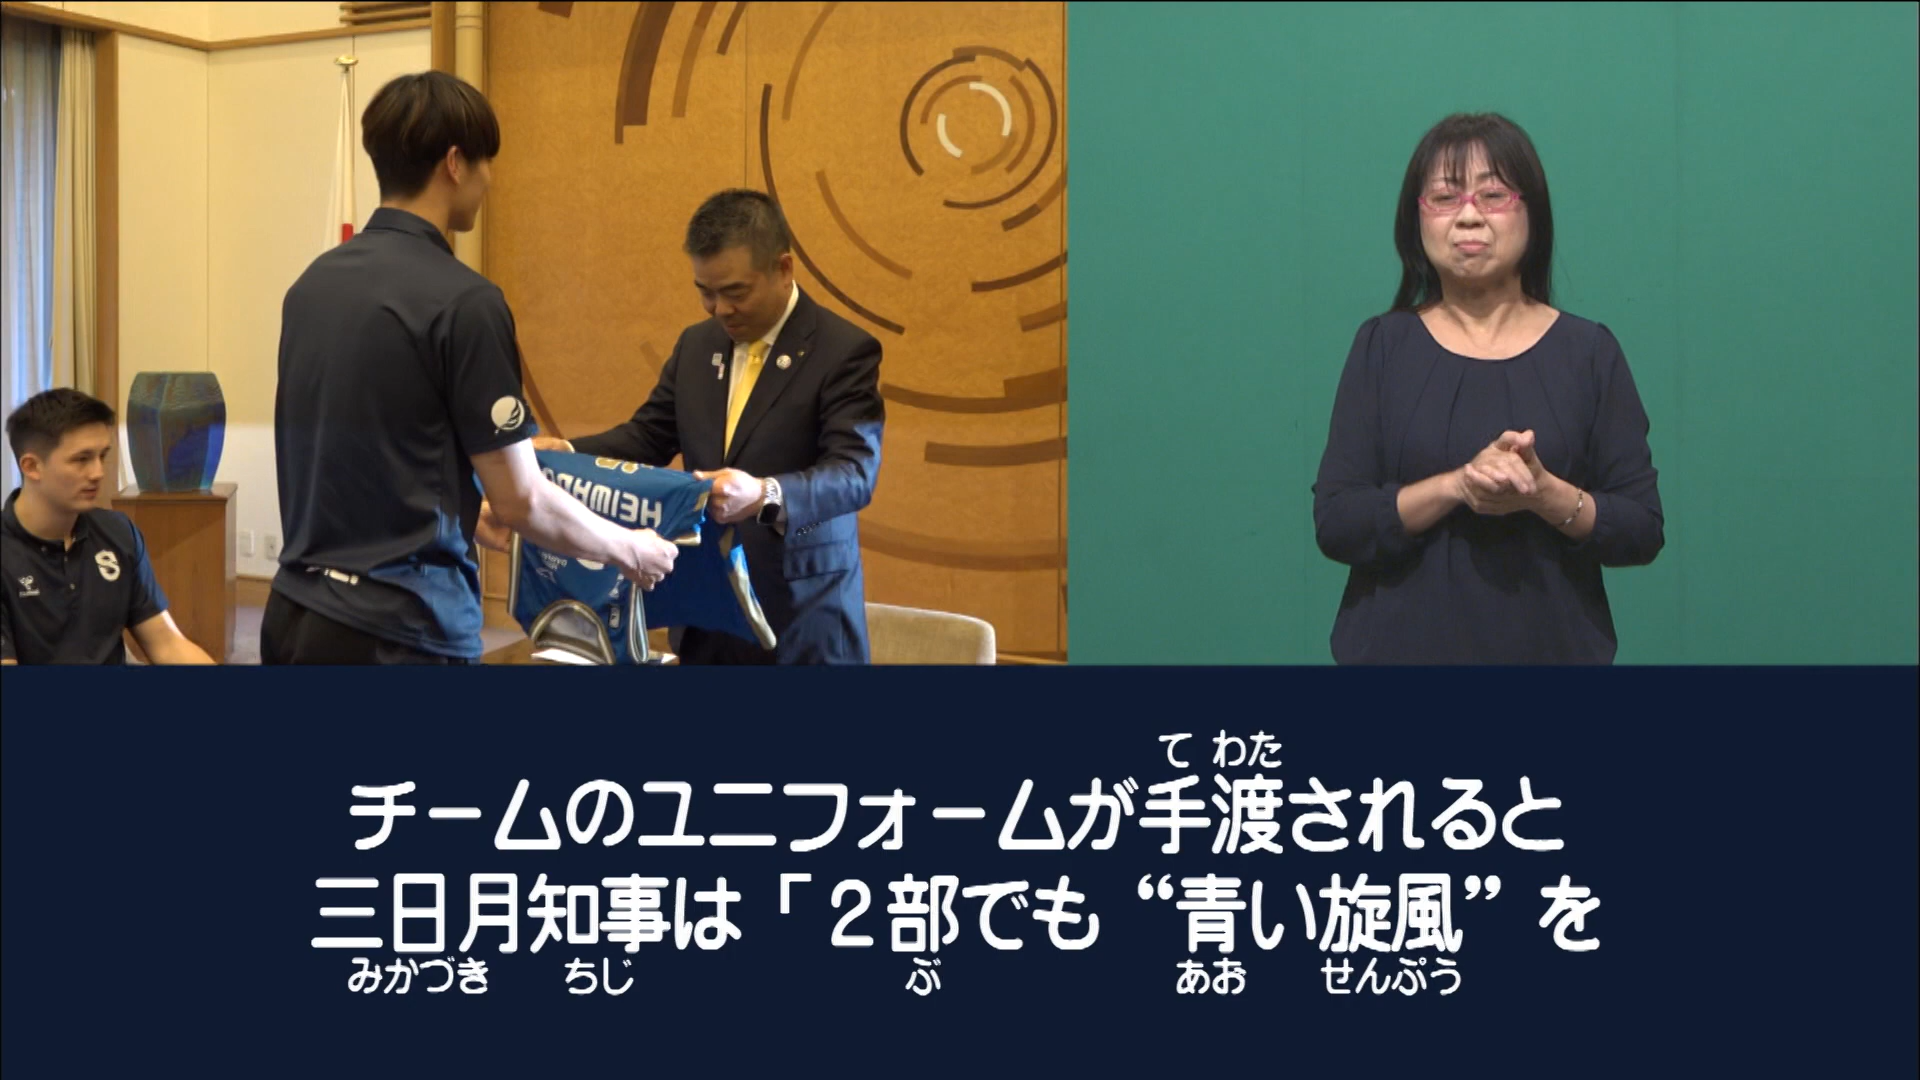 HEIWADO
S
て わた
チームのユニフォームが手渡されると
三日月知事は「２部でも“青い旋風”を
みかづき ちじ ぶ あお せんぷう